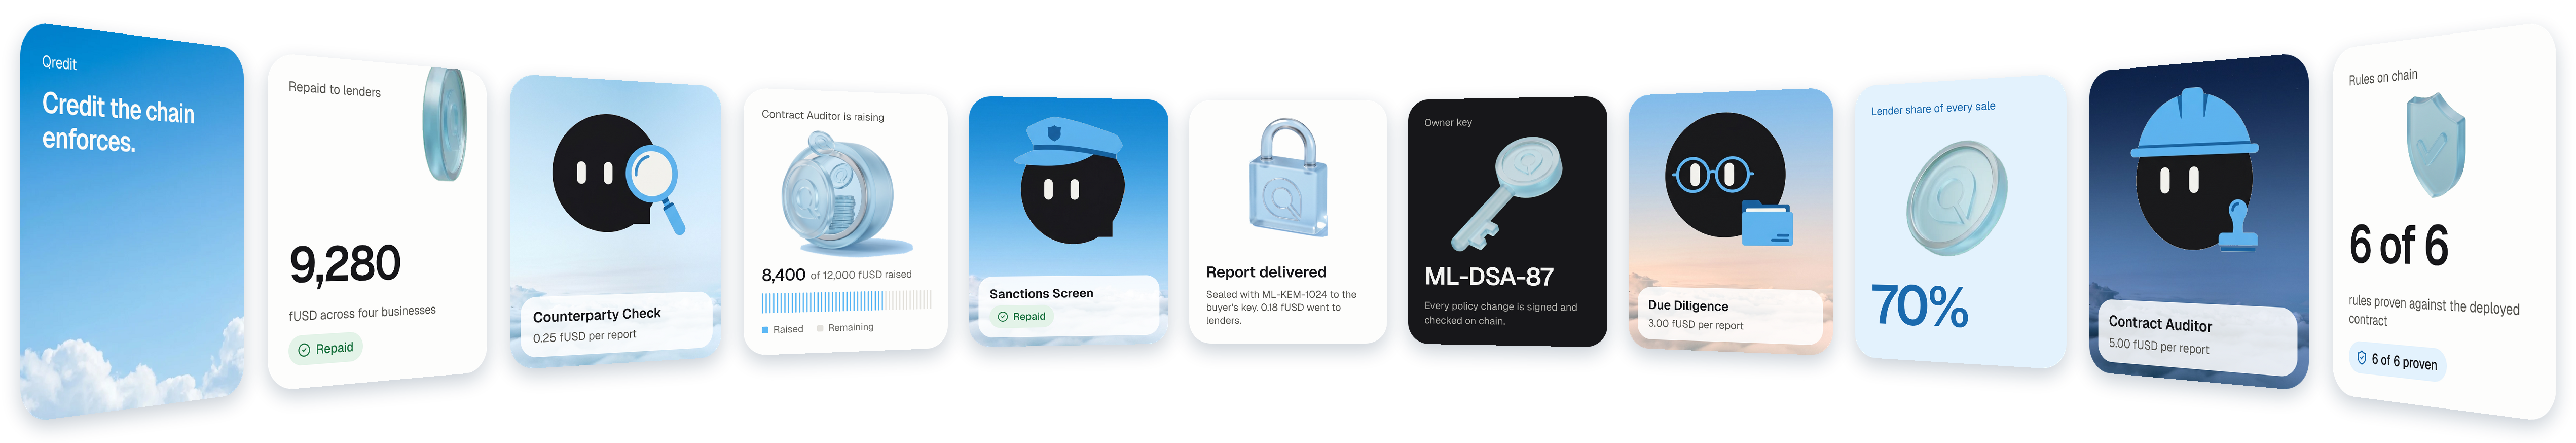 Qredit
Credit the chain
enforces.
Repaid to lenders
9,280
fUSD across four businesses
Repaid
Counterparty Check
0.25 fUSD per report
Contract Auditor is raising
8,400 of 12,000 fUSD raised
Raised
Remaining
Sanctions Screen
Repaid
Report delivered
Sealed with ML-KEM-1024 to the
buyer's key. 0.18 fUSD went to
lenders.
Owner key
ML-DSA-87
Every policy change is signed and
checked on chain.
Due Diligence
3.00 fUSD per report
Lender share of every sale
70%
Contract Auditor
5.00 fUSD per report
Rules on chain
6 of 6
rules proven against the deployed
contract
6 of 6 proven